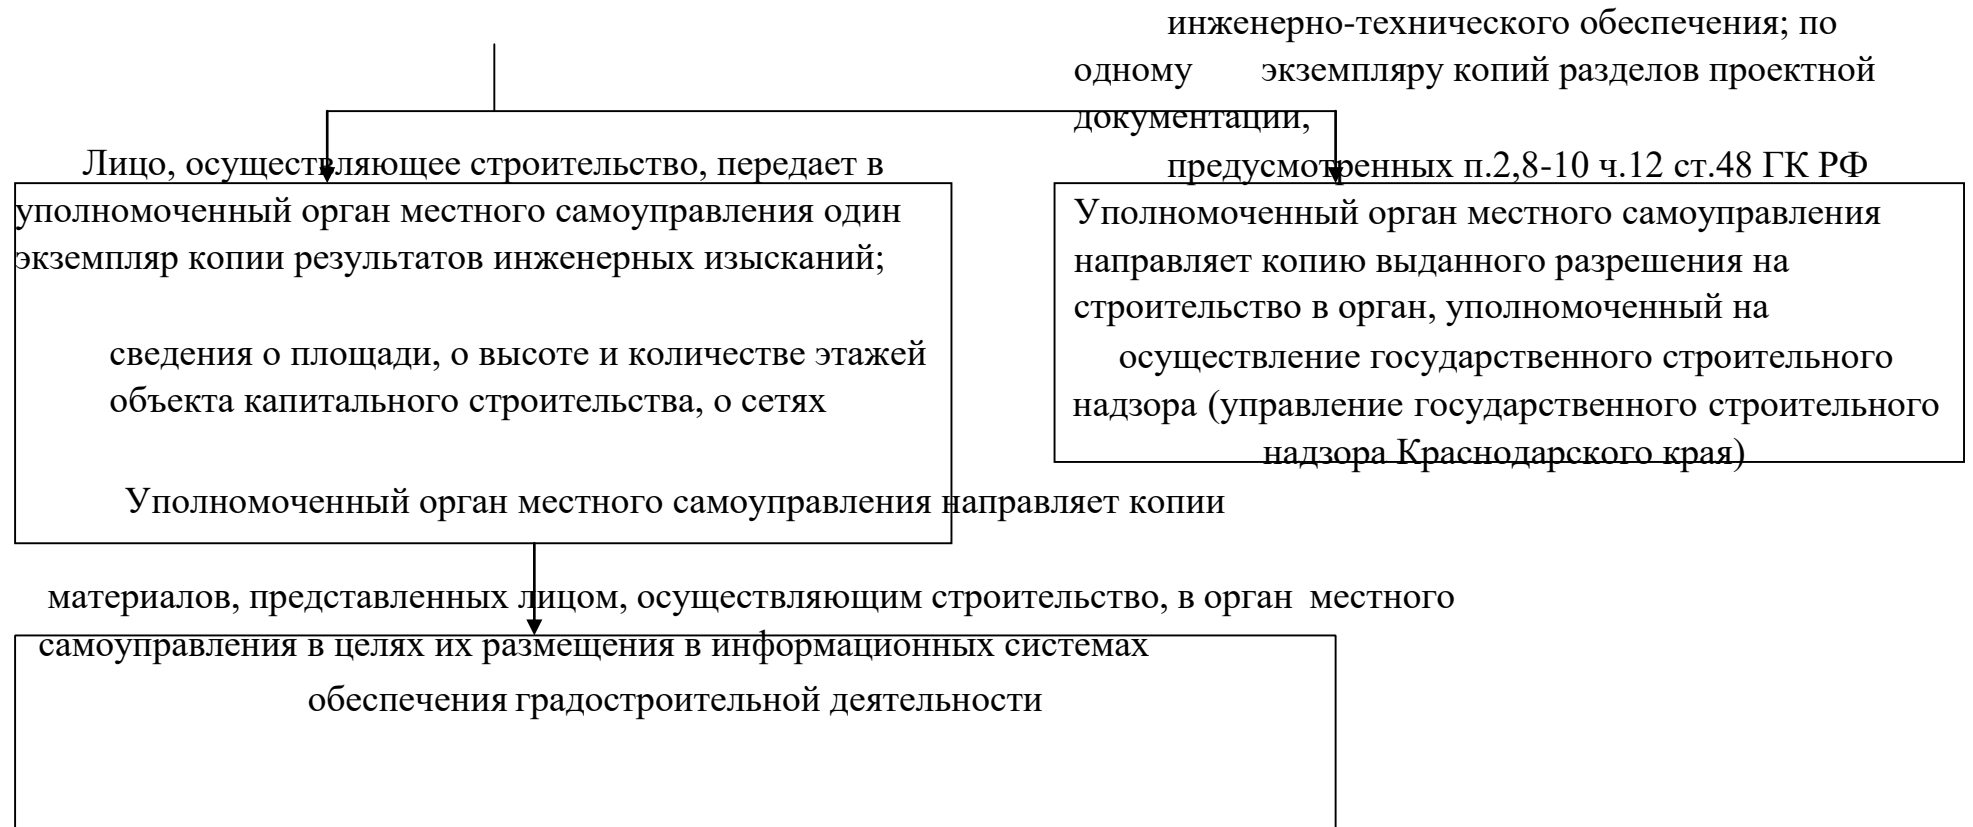 инженерно-технического обеспечения; по
одному экземпляру копий разделов проектной
документации,
предусмотренных п.2,8-10 ч.12 ст.48 ГК РФ
Лицо, осуществляющее строительство, передает в
уполномоченный орган местного самоуправления один
экземпляр копии результатов инженерных изысканий;
сведения о площади, о высоте и количестве этажей
объекта капитального строительства, о сетях
Уполномоченный орган местного самоуправления
направляет копию выданного разрешения на
строительство в орган, уполномоченный на
осуществление государственного строительного
надзора (управление государственного строительного
надзора Краснодарского края)
Уполномоченный орган местного самоуправления направляет копии
материалов, представленных лицом, осуществляющим строительство, в орган местного
самоуправления в целях их размещения в информационных системах
обеспечения градостроительной деятельности